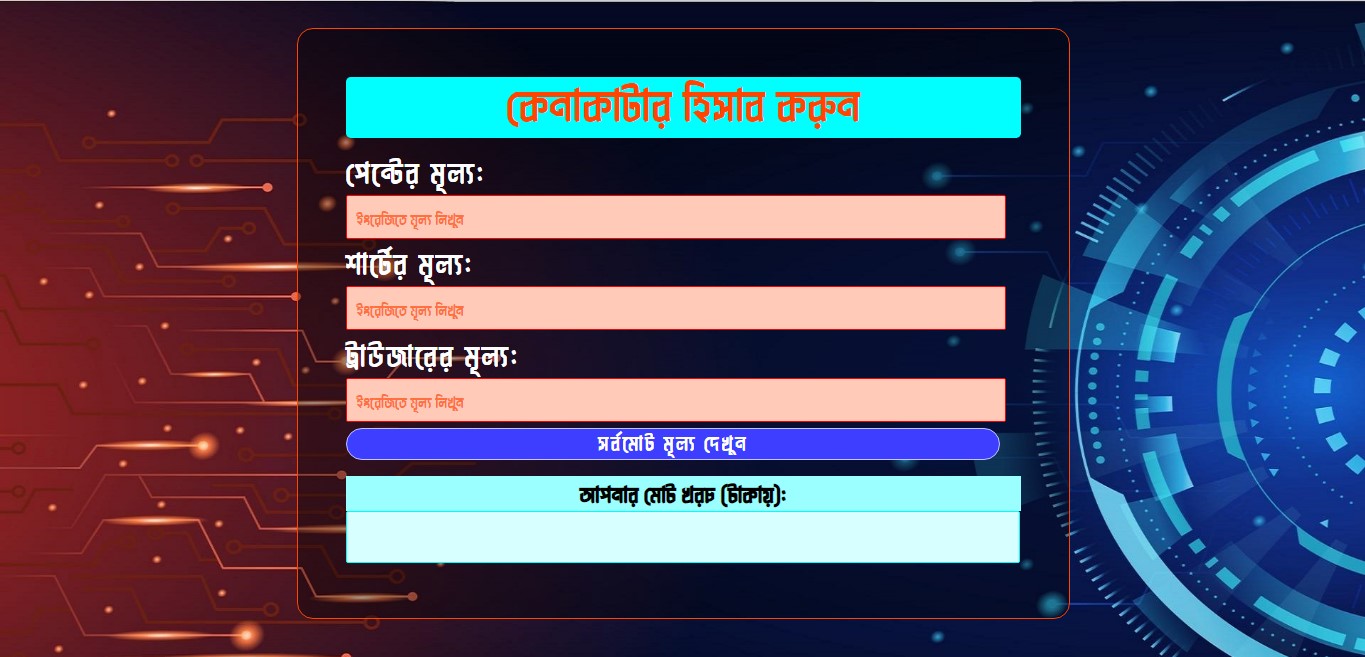 কেনাকাটার হিসাব করুন
পেন্টের মূল্য:
ইংরেজিতে মূল্য লিখুন
শার্টের মূল্য:
ইংরেজিতে মূল্য লিখুন
ট্রাউজারের মূল্য:
ইংরেজিতে মূল্য লিখুন
সর্বমোট মূল্য দেখুন
আপনার মোট খরচ (টাকায়):